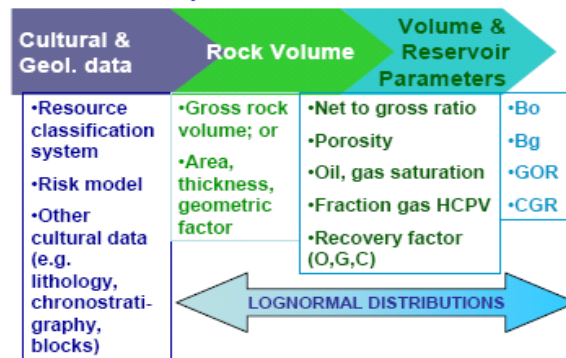 Cultural &
Geol. data
Rock Volume
Volume &
Reservoir
Parameters
•Resource
classification
system
•Risk model
•Other
cultural data
(e.g.
lithology,
chronostrati-
graphy,
blocks)
•Gross rock
volume; or
•Area,
thickness,
geometric
factor
•Net to gross ratio
•Porosity
•Oil, gas saturation
•Fraction gas HCPV
•Recovery factor
(O,G,C)
•Bo
•Bg
•GOR
•CGR
LOGNORMAL DISTRIBUTIONS